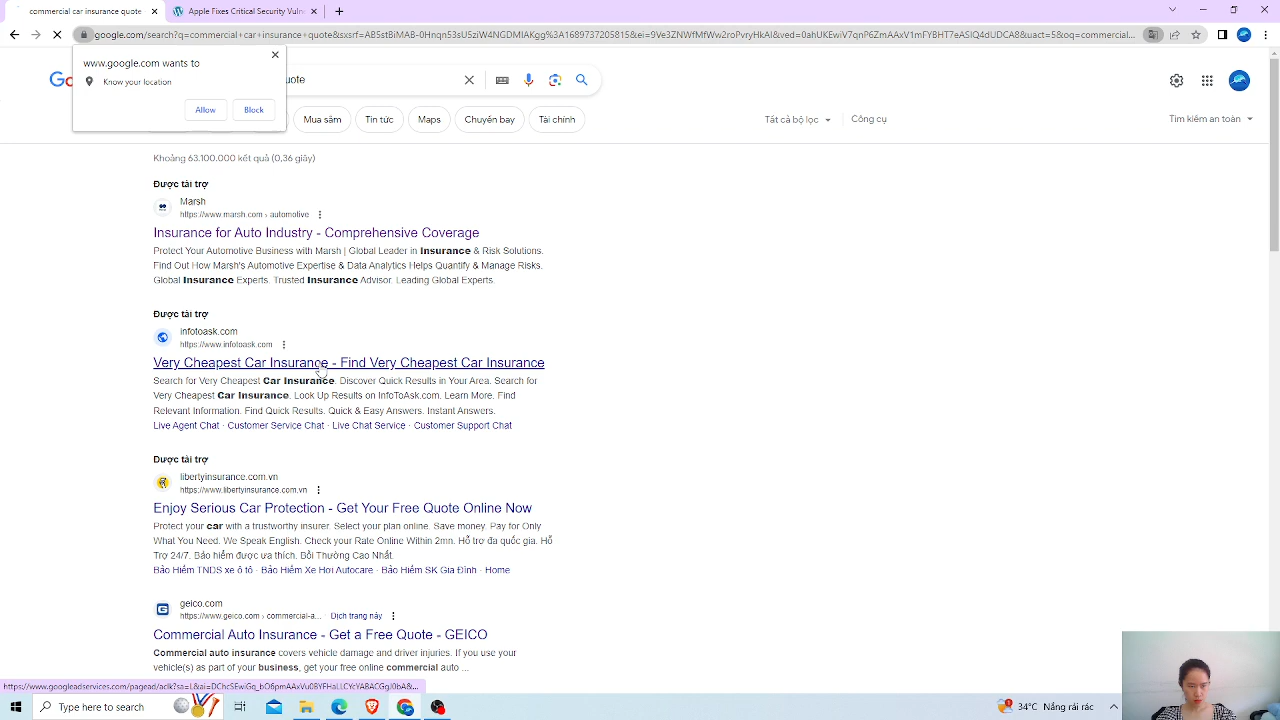 commercial car insurance quote
Apple Fixes Critical Security Vuln
google.com/search?q=commercial+car+insurance+quote
www.google.com wants to
Know your location
Allow
Block
uote
Mua sắm
Tin tức
Maps
Chuyến bay
Tài chính
Tất cả bộ lọc
Công cụ
Tìm kiếm an toàn
Khoảng 63.100.000 kết quả (0,36 giây)
Được tài trợ
Marsh
https://www.marsh.com › automotive
Insurance for Auto Industry - Comprehensive Coverage
Protect Your Automotive Business with Marsh | Global Leader in Insurance & Risk Solutions.
Find Out How Marsh's Automotive Expertise & Data Analytics Helps Quantify & Manage Risks.
Global Insurance Experts. Trusted Insurance Advisor. Leading Global Experts.
Được tài trợ
infotoask.com
https://www.infotoask.com
Very Cheapest Car Insurance - Find Very Cheapest Car Insurance
Search for Very Cheapest Car Insurance. Discover Quick Results in Your Area. Search for
Very Cheapest Car Insurance. Look Up Results on InfoToAsk.com. Learn More. Find
Relevant Information. Find Quick Results. Quick & Easy Answers. Instant Answers.
Live Agent Chat · Customer Service Chat · Live Chat Service · Customer Support Chat
Được tài trợ
libertyinsurance.com.vn
https://www.libertyinsurance.com.vn
Enjoy Serious Car Protection - Get Your Free Quote Online Now
Protect your car with a trustworthy insurer. Select your plan online. Save money. Pay for Only
What You Need. We Speak English. Check your Rate Online Within 2mn. Hỗ trợ đa quốc gia. Hỗ
Trợ 24/7. Bảo hiểm được ưa thích. Bồi Thường Cao Nhất.
Bảo Hiểm TNDS xe ô tô · Bảo Hiểm Xe Hơi Autocare · Bảo Hiểm SK Gia Đình · Home
geico.com
https://www.geico.com › commercial-a... Dịch trang này
Commercial Auto Insurance - Get a Free Quote - GEICO
Commercial auto insurance covers vehicle damage and driver injuries. If you use your
vehicle(s) as part of your business, get your free online commercial auto ...
Type here to search
34°C Nắng rải rác